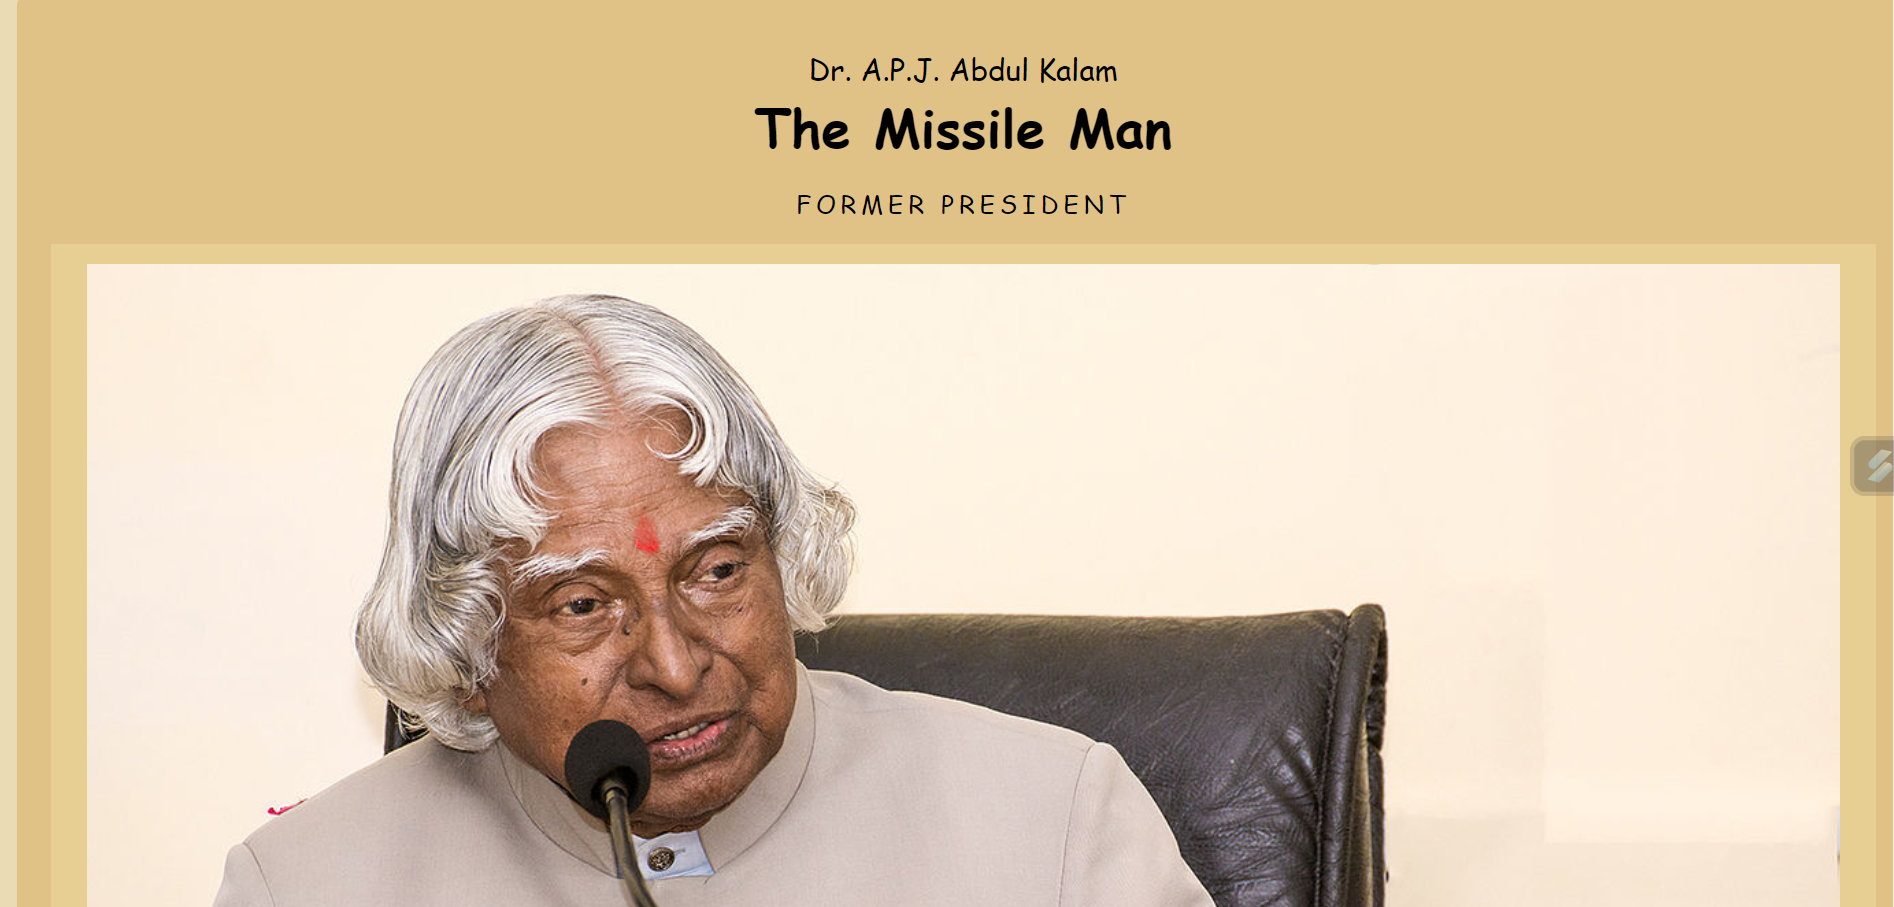 Dr. A.P.J. Abdul Kalam
The Missile Man
FORMER PRESIDENT